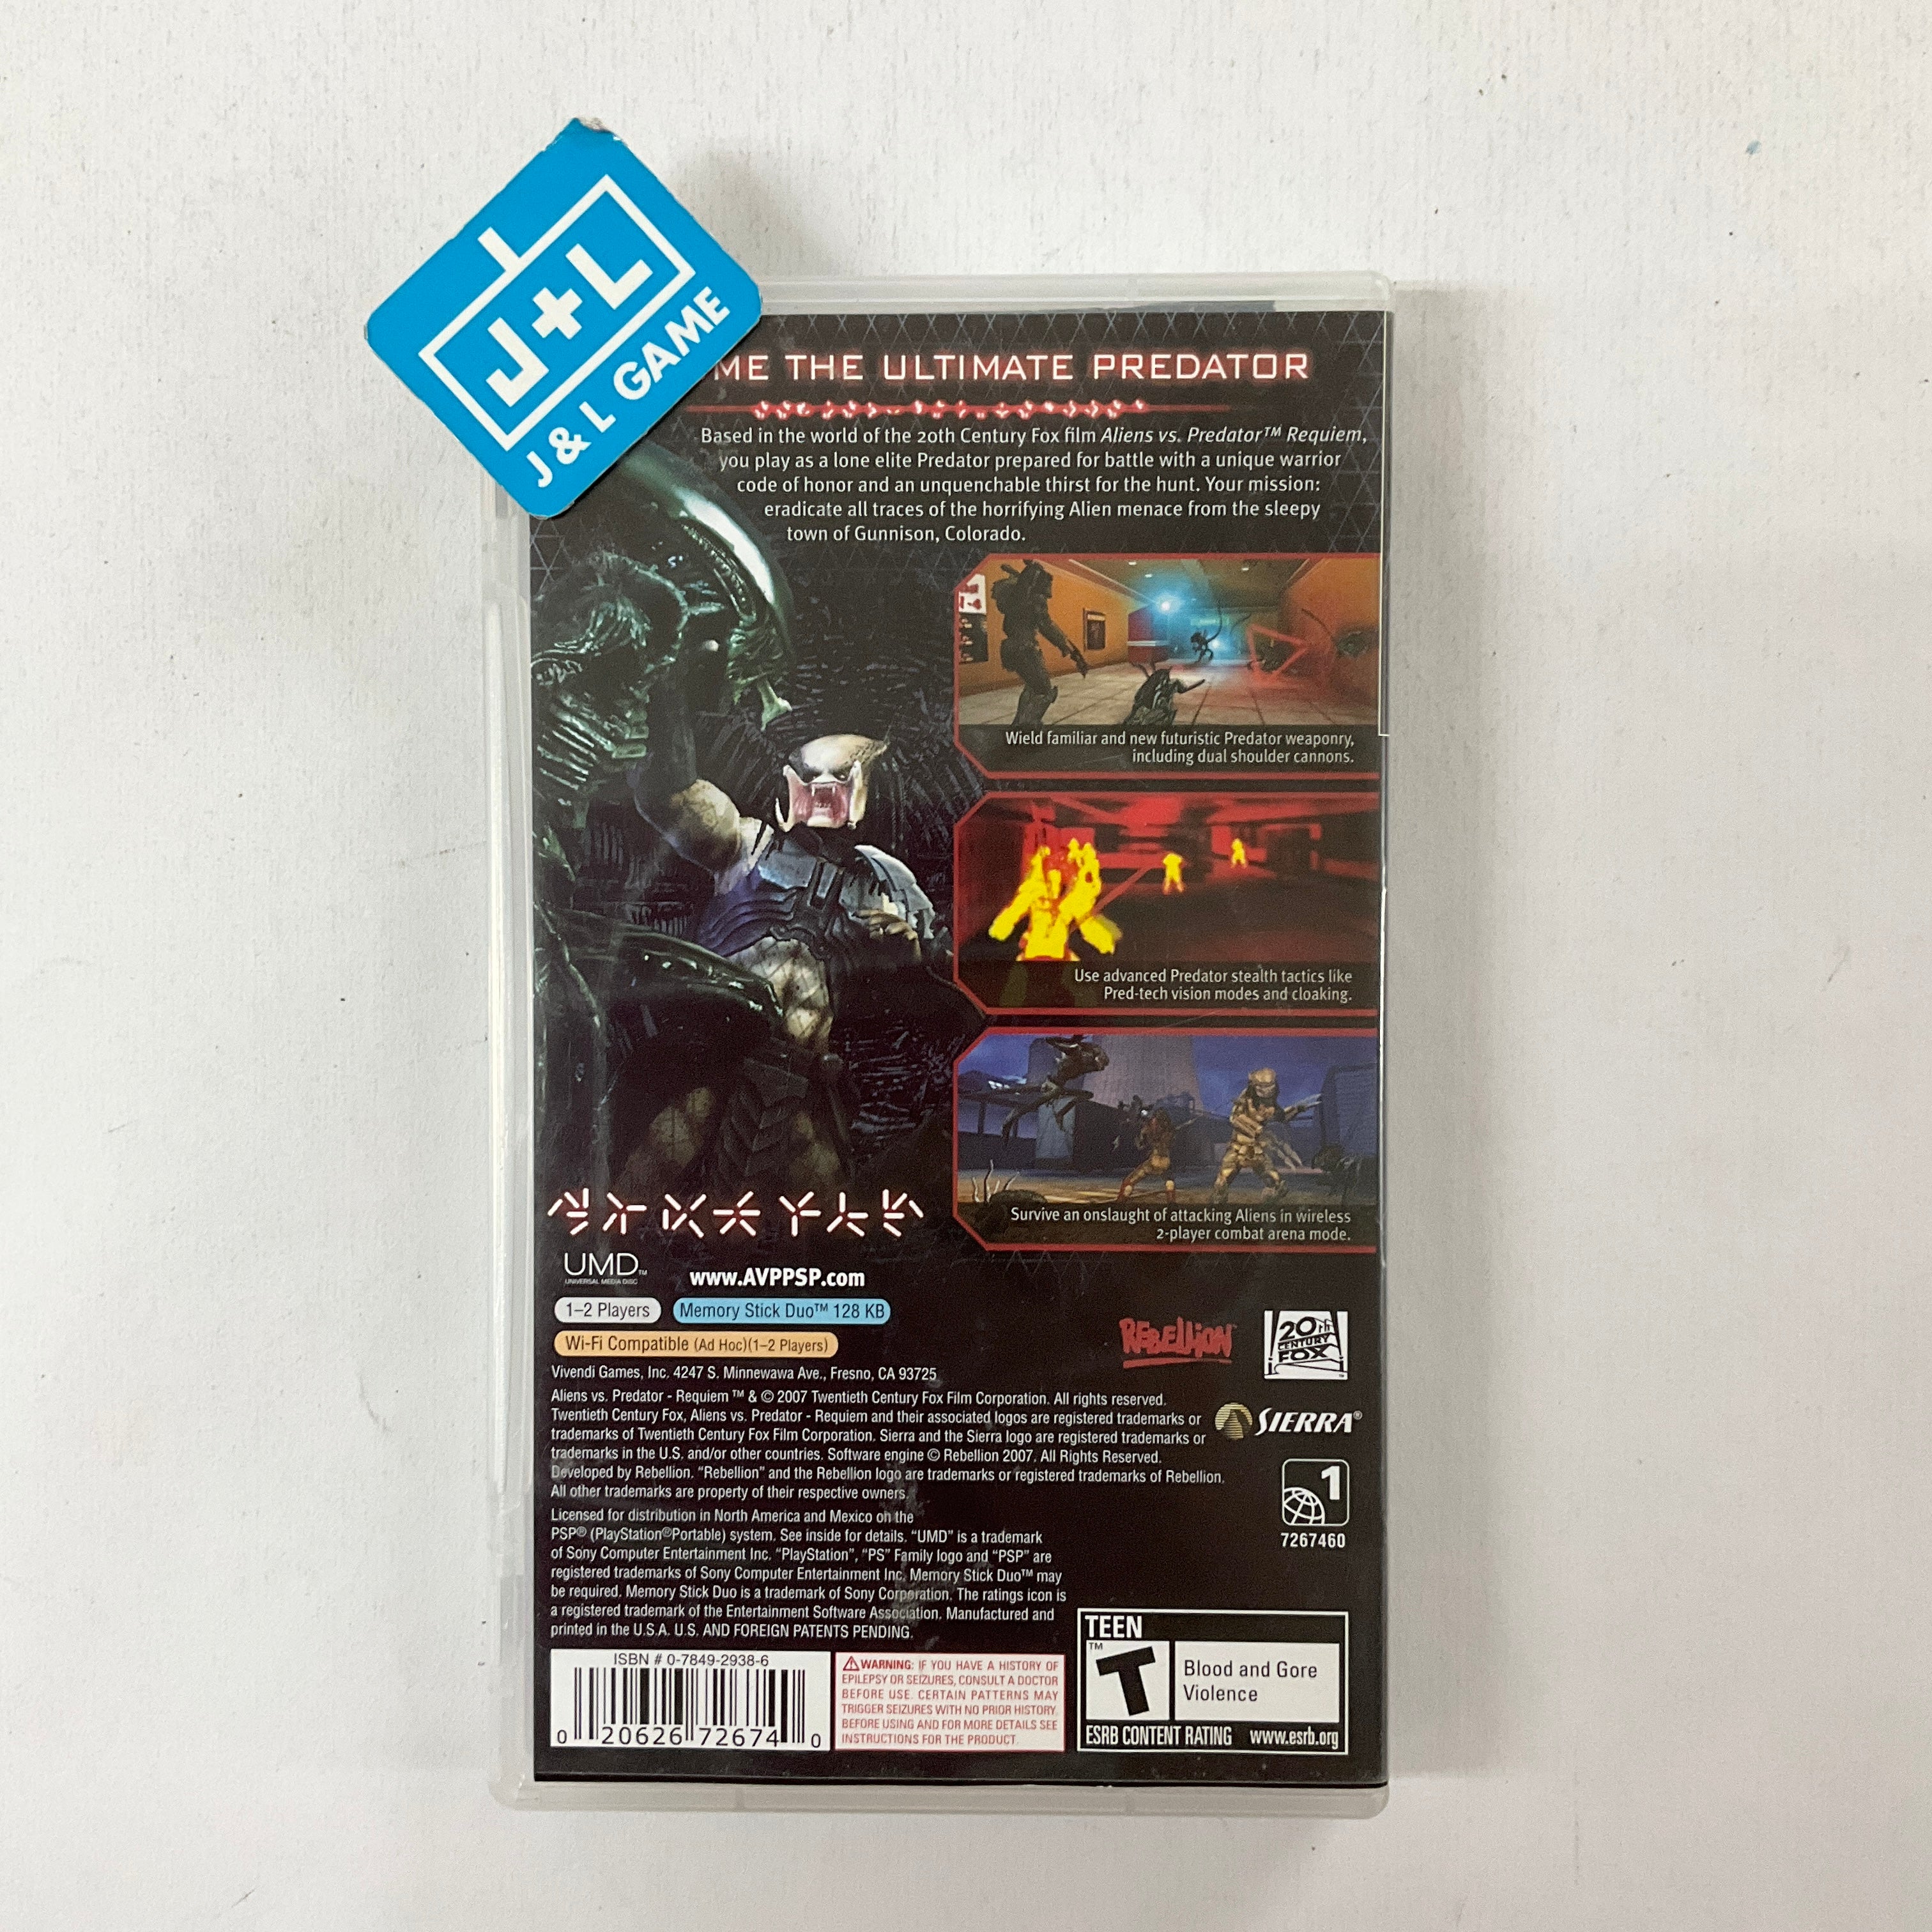 J+L
J & L GAME
ME THE ULTIMATE PREDATOR
Based in the world of the 20th Century Fox film Aliens vs. Predator™ Requiem,
you play as a lone elite Predator prepared for battle with a unique warrior
code of honor and an unquenchable thirst for the hunt. Your mission:
eradicate all traces of the horrifying Alien menace from the sleepy
town of Gunnison, Colorado.
Wield familiar and new futuristic Predator weaponry,
including dual shoulder cannons.
Use advanced Predator stealth tactics like
Pred-tech vision modes and cloaking.
Survive an onslaught of attacking Aliens in wireless
2-player combat arena mode.
UMD™
UNIVERSAL MEDIA DISC
www.AVPPSP.com
1–2 Players
Memory Stick Duo™ 128 KB
Wi-Fi Compatible (Ad Hoc)(1–2 Players)
REBELLION
20th
CENTURY
FOX
Vivendi Games, Inc. 4247 S. Minnewawa Ave., Fresno, CA 93725
Aliens vs. Predator - Requiem ™ & © 2007 Twentieth Century Fox Film Corporation. All rights reserved.
Twentieth Century Fox, Aliens vs. Predator - Requiem and their associated logos are registered trademarks or
trademarks of Twentieth Century Fox Film Corporation. Sierra and the Sierra logo are registered trademarks or
trademarks in the U.S. and/or other countries. Software engine © Rebellion 2007. All Rights Reserved.
Developed by Rebellion. “Rebellion” and the Rebellion logo are trademarks or registered trademarks of Rebellion.
All other trademarks are property of their respective owners.
SIERRA®
1
7267460
Licensed for distribution in North America and Mexico on the
PSP® (PlayStation®Portable) system. See inside for details. “UMD” is a trademark
of Sony Computer Entertainment Inc. “PlayStation”, “PS” Family logo and “PSP” are
registered trademarks of Sony Computer Entertainment Inc. Memory Stick Duo™ may
be required. Memory Stick Duo is a trademark of Sony Corporation. The ratings icon is
a registered trademark of the Entertainment Software Association. Manufactured and
printed in the U.S.A. U.S. AND FOREIGN PATENTS PENDING.
ISBN # 0-7849-2938-6
0 20626 72674 0
WARNING: IF YOU HAVE A HISTORY OF
EPILEPSY OR SEIZURES, CONSULT A DOCTOR
BEFORE USE. CERTAIN PATTERNS MAY
TRIGGER SEIZURES WITH NO PRIOR HISTORY.
BEFORE USING AND FOR MORE DETAILS SEE
INSTRUCTIONS FOR THE PRODUCT.
TEEN
T™
Blood and Gore
Violence
ESRB CONTENT RATING www.esrb.org